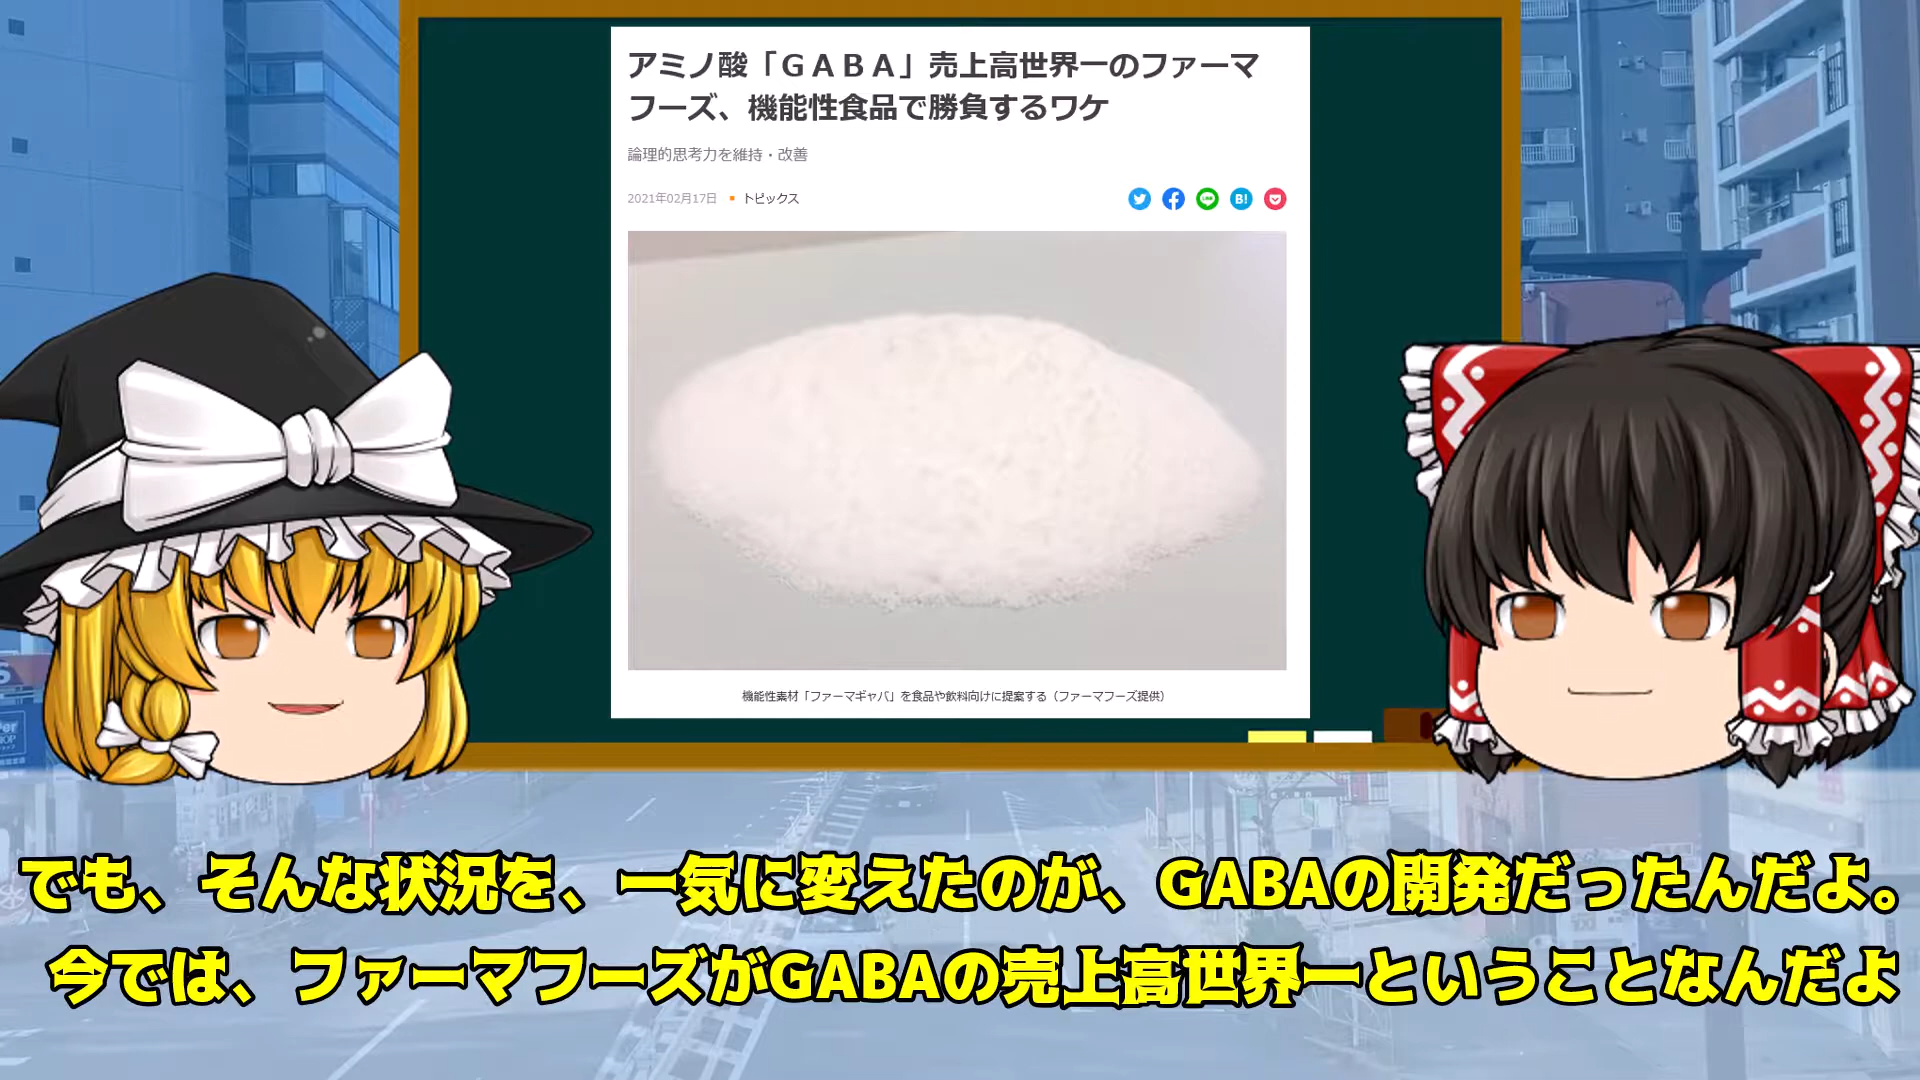 アミノ酸「ＧＡＢＡ」売上高世界一のファーマ
フーズ、機能性食品で勝負するワケ
論理的思考力を維持・改善
2021年02月17日 ▪ トピックス
B!
機能性素材「ファーマギャバ」を食品や飲料向けに提案する（ファーマフーズ提供）
でも、そんな状況を、一気に変えたのが、GABAの開発だったんだよ。
今では、ファーマフーズがGABAの売上高世界一ということなんだよ